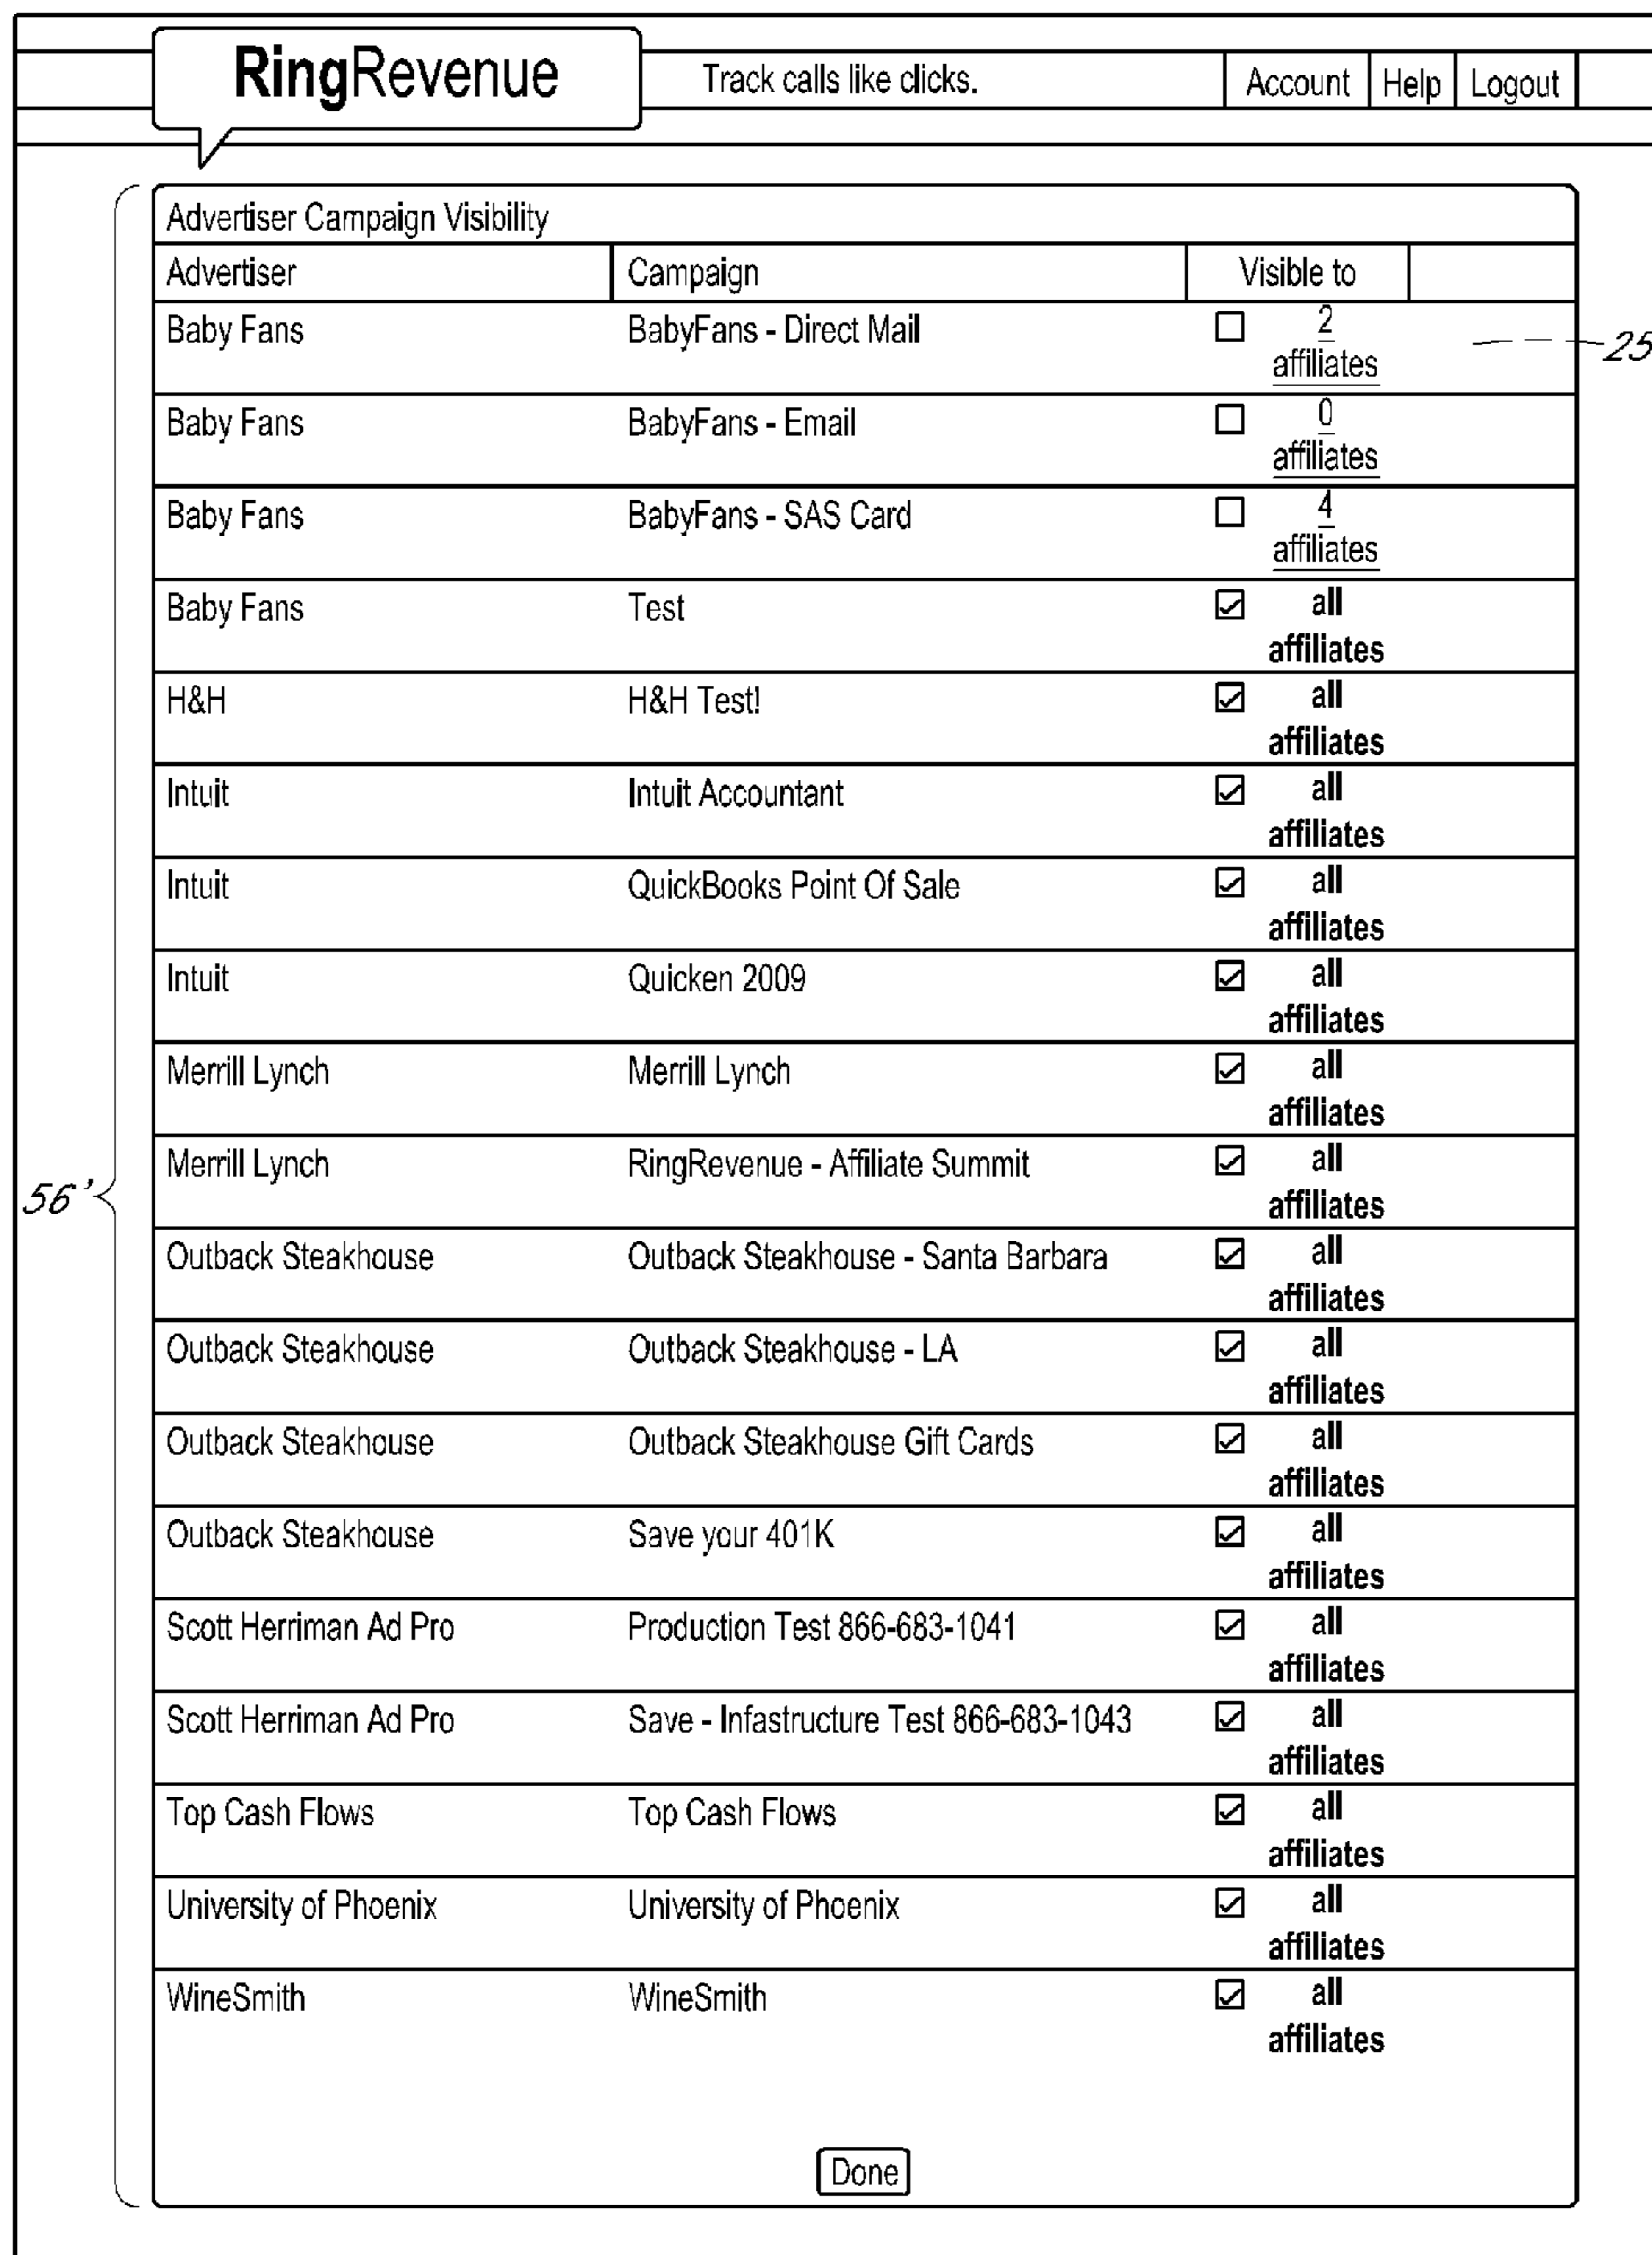 RingRevenue
Track calls like clicks.
Account Help Logout
Advertiser Campaign Visibility
Advertiser Campaign Visible to
Baby Fans BabyFans - Direct Mail 2
affiliates
25
Baby Fans BabyFans - Email 0
affiliates
Baby Fans BabyFans - SAS Card 4
affiliates
Baby Fans Test all
affiliates
H&H H&H Test! all
affiliates
Intuit Intuit Accountant all
affiliates
Intuit QuickBooks Point Of Sale all
affiliates
Intuit Quicken 2009 all
affiliates
Merrill Lynch Merrill Lynch all
affiliates
Merrill Lynch RingRevenue - Affiliate Summit all
affiliates
56'
Outback Steakhouse Outback Steakhouse - Santa Barbara all
affiliates
Outback Steakhouse Outback Steakhouse - LA all
affiliates
Outback Steakhouse Outback Steakhouse Gift Cards all
affiliates
Outback Steakhouse Save your 401K all
affiliates
Scott Herriman Ad Pro Production Test 866-683-1041 all
affiliates
Scott Herriman Ad Pro Save - Infastructure Test 866-683-1043 all
affiliates
Top Cash Flows Top Cash Flows all
affiliates
University of Phoenix University of Phoenix all
affiliates
WineSmith WineSmith all
affiliates
Done